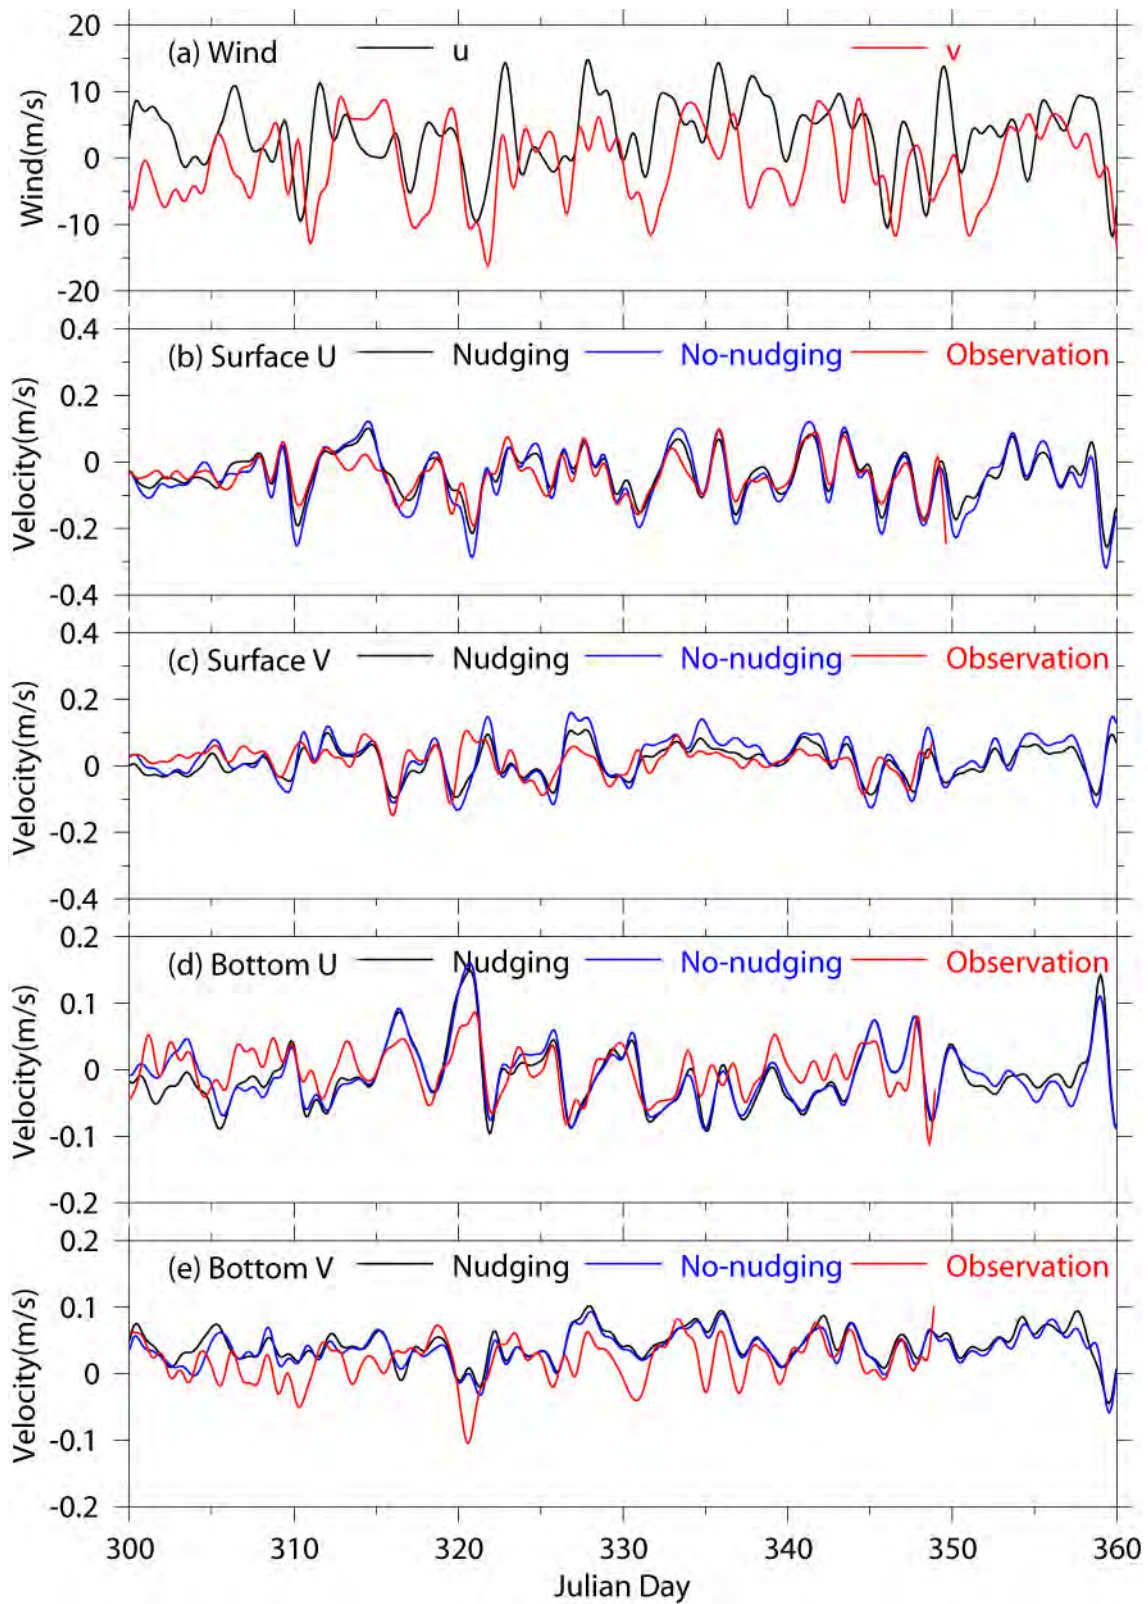 20
(a) Wind u v
10
0
-10
-20
Wind(m/s)
0.4
(b) Surface U Nudging No-nudging Observation
0.2
0
-0.2
-0.4
Velocity(m/s)
0.4
(c) Surface V Nudging No-nudging Observation
0.2
0
-0.2
-0.4
Velocity(m/s)
0.2
(d) Bottom U Nudging No-nudging Observation
0.1
0
-0.1
-0.2
Velocity(m/s)
0.2
(e) Bottom V Nudging No-nudging Observation
0.1
0
-0.1
-0.2
Velocity(m/s)
300 310 320 330 340 350 360
Julian Day